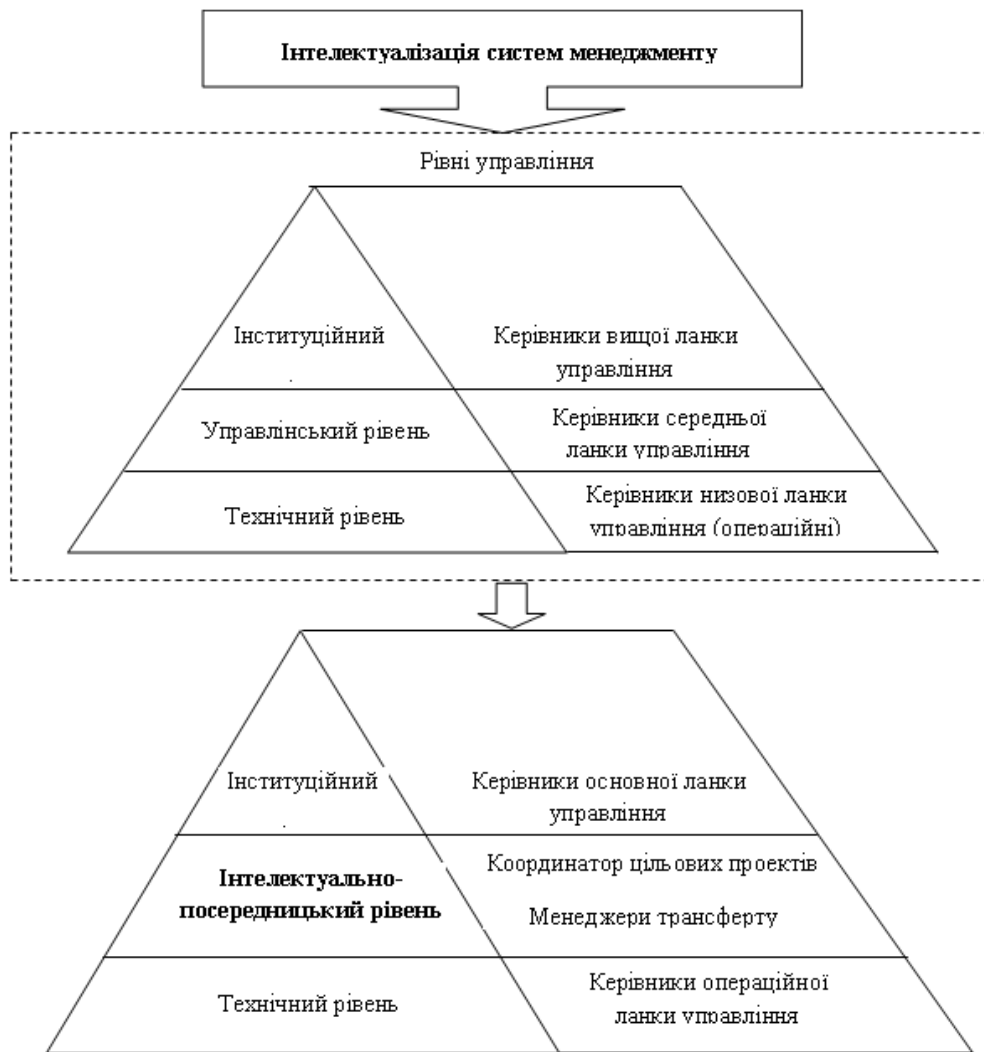 Інтелектуалізація систем менеджменту
Рівні управління
Інституційний
Керівники вищої ланки
управління
Управлінський рівень
Керівники середньої
ланки управління
Технічний рівень
Керівники низової ланки
управління (операційні)
Інституційний
Керівники основної ланки
управління
Інтелектуально-
посередницький рівень
Координатор цільових проектів
Менеджери трансферту
Технічний рівень
Керівники операційної
ланки управління